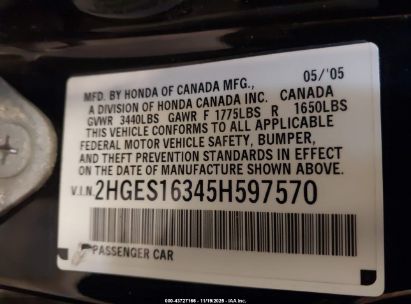 MFD. BY HONDA OF CANADA MFG., 05/'05
A DIVISION OF HONDA CANADA INC. CANADA
GVWR 3440LBS GAWR F 1775LBS R 1650LBS
THIS VEHICLE CONFORMS TO ALL APPLICABLE
FEDERAL MOTOR VEHICLE SAFETY, BUMPER,
AND THEFT PREVENTION STANDARDS IN EFFECT
ON THE DATE OF MANUFACTURE SHOWN ABOVE.
V.I.N. 2HGES16345H597570
PASSENGER CAR